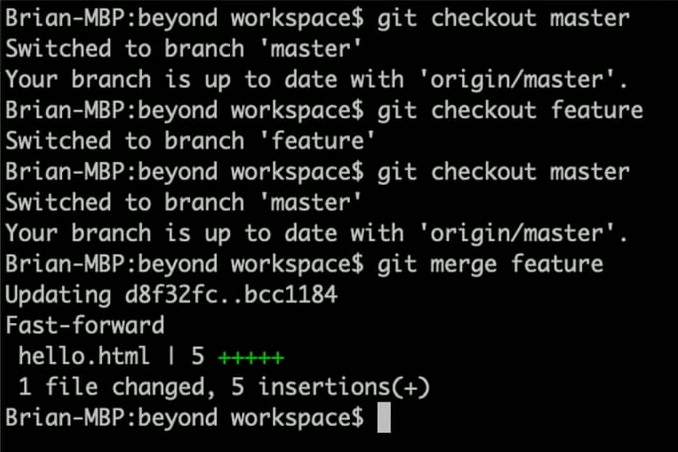 Brian-MBP:beyond workspace$ git checkout master
Switched to branch 'master'
Your branch is up to date with 'origin/master'.
Brian-MBP:beyond workspace$ git checkout feature
Switched to branch 'feature'
Brian-MBP:beyond workspace$ git checkout master
Switched to branch 'master'
Your branch is up to date with 'origin/master'.
Brian-MBP:beyond workspace$ git merge feature
Updating d8f32fc..bcc1184
Fast-forward
 hello.html | 5 +++++
 1 file changed, 5 insertions(+)
Brian-MBP:beyond workspace$